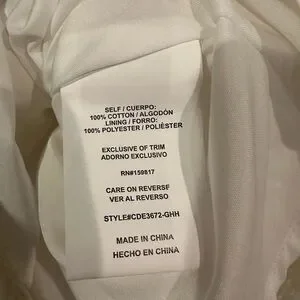 SELF / CUERPO:
100% COTTON / ALGODÓN
LINING / FORRO:
100% POLYESTER / POLIÉSTER
EXCLUSIVE OF TRIM
ADORNO EXCLUSIVO
RN#159817
CARE ON REVERSE
VER AL REVERSO
STYLE#CDE3672-GHH
MADE IN CHINA
HECHO EN CHINA